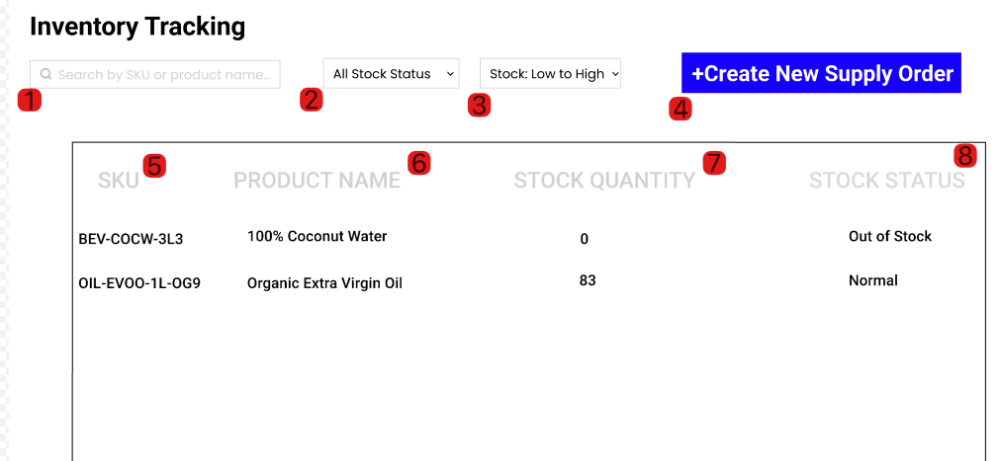 Inventory Tracking
Search by SKU or product name...
All Stock Status
Stock: Low to High
+Create New Supply Order
1
2
3
4
SKU
5
PRODUCT NAME
6
STOCK QUANTITY
7
STOCK STATUS
8
BEV-COCW-3L3 100% Coconut Water 0 Out of Stock
OIL-EVOO-1L-OG9 Organic Extra Virgin Oil 83 Normal